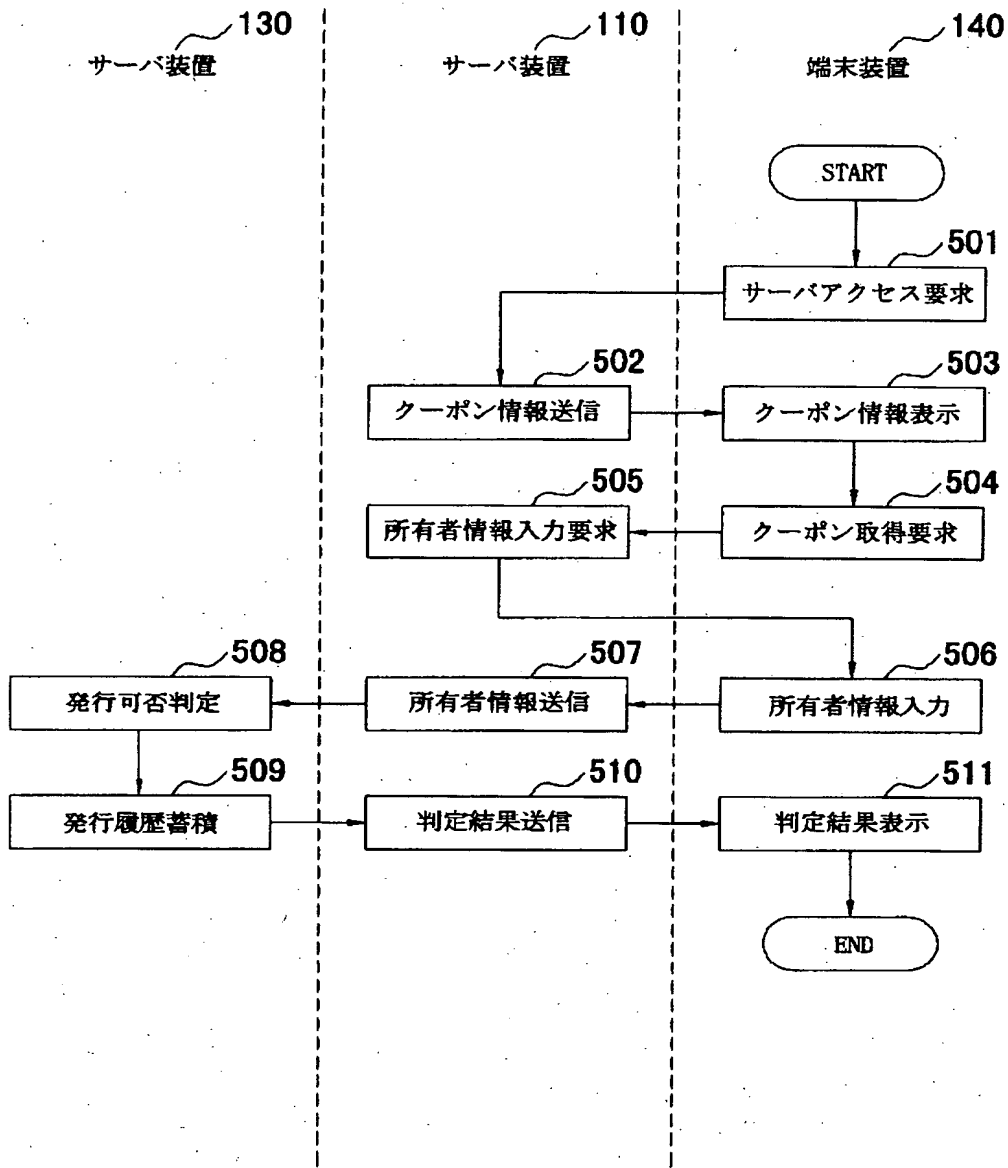 130
110
140
サーバ装置
サーバ装置
端末装置
START
501
サーバアクセス要求
502
503
クーポン情報送信
クーポン情報表示
505
504
所有者情報入力要求
クーポン取得要求
508
507
506
発行可否判定
所有者情報送信
所有者情報入力
509
510
511
発行履歴蓄積
判定結果送信
判定結果表示
END